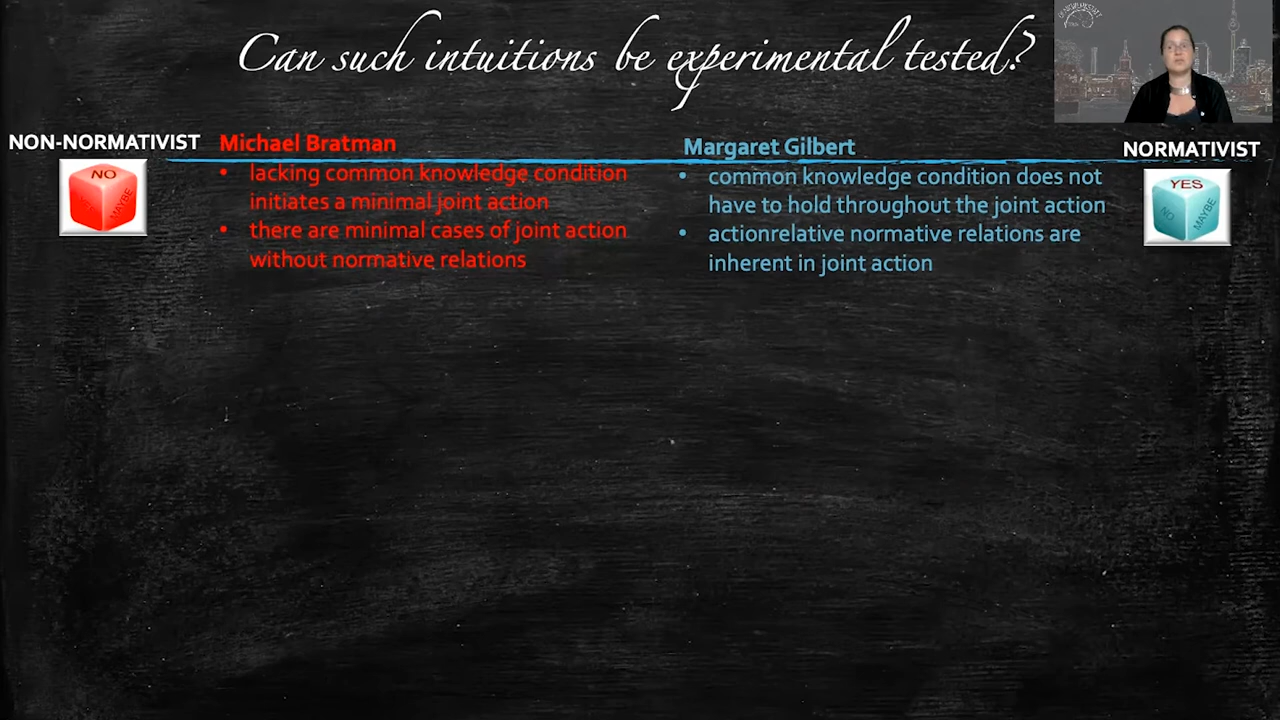 Can such intuitions be experimental tested?
NON-NORMATIVIST
NO
MAYBE
Michael Bratman
• lacking common knowledge condition
initiates a minimal joint action
• there are minimal cases of joint action
without normative relations
Margaret Gilbert
• common knowledge condition does not
have to hold throughout the joint action
• actionrelative normative relations are
inherent in joint action
NORMATIVIST
YES
NO
MAYBE